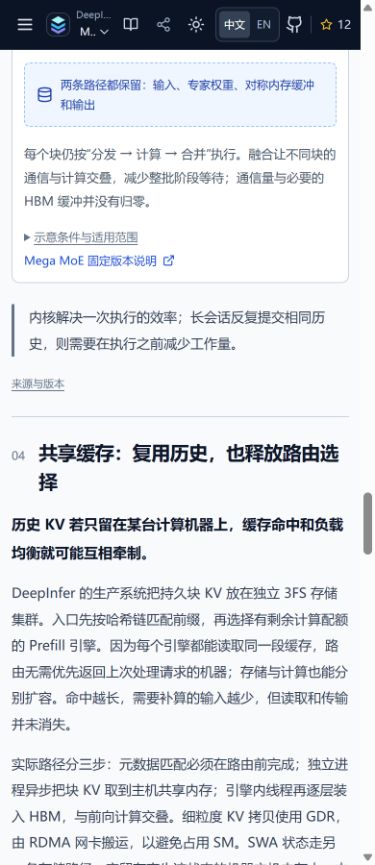 DeepI...
M...
中文 EN
12
两条路径都保留：输入、专家权重、对称内存缓冲
和输出
每个块仍按“分发 → 计算 → 合并”执行。融合让不同块的
通信与计算交叠，减少整批阶段等待；通信量与必要的
HBM 缓冲并没有归零。
示意条件与适用范围
Mega MoE 固定版本说明
内核解决一次执行的效率；长会话反复提交相同历
史，则需要在执行之前减少工作量。
来源与版本
04 共享缓存：复用历史，也释放路由选
择
历史 KV 若只留在某台计算机器上，缓存命中和负载
均衡就可能互相牵制。
DeepInfer 的生产系统把持久块 KV 放在独立 3FS 存储
集群。入口先按哈希链匹配前缀，再选择有剩余计算配额
的 Prefill 引擎。因为每个引擎都能读取同一段缓存，路
由无需优先返回上次处理请求的机器；存储与计算也能分
别扩容。命中越长，需要补算的输入越少，但读取和传输
并未消失。
实际路径分三步：元数据匹配必须在路由前完成；独立进
程异步把块 KV 取到主机共享内存；引擎内线程再逐层装
入 HBM，与前向计算交叠。细粒度 KV 拷贝使用 GDR，
由 RDMA 网卡搬运，以避免占用 SM。SWA 状态走另